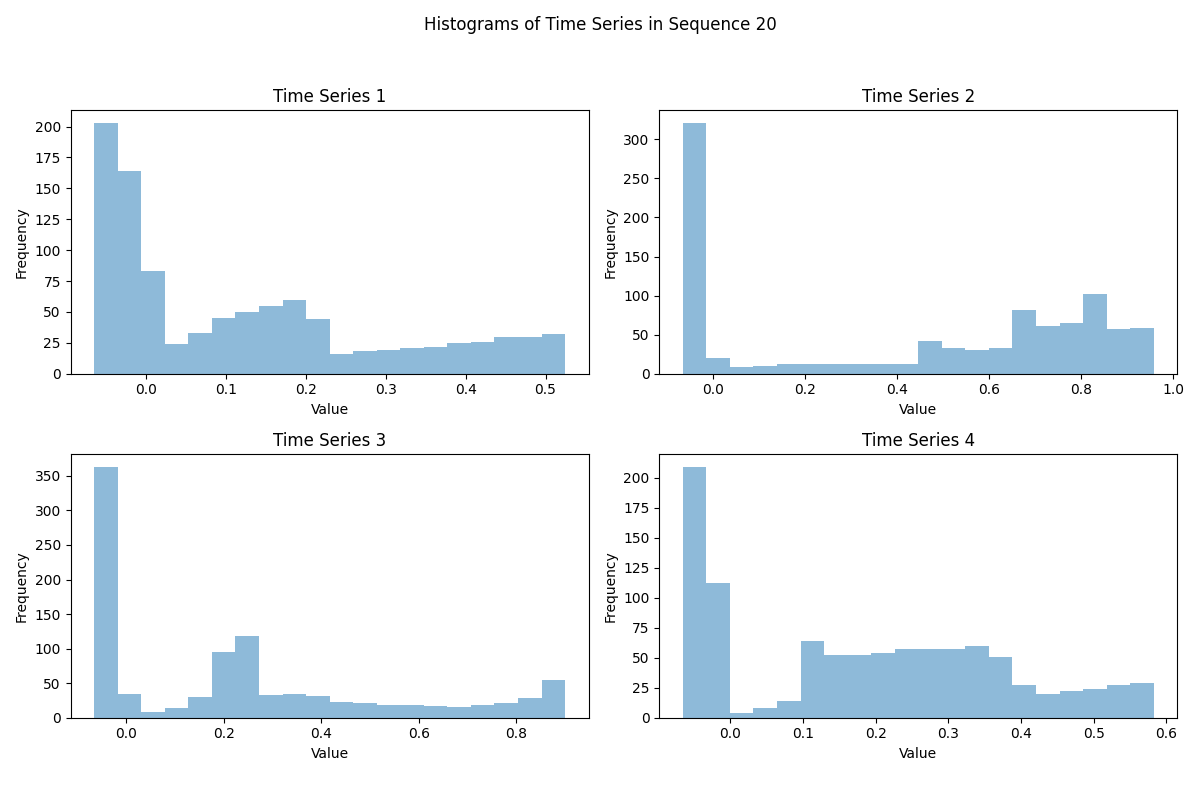 Histograms of Time Series in Sequence 20
Time Series 1
Frequency
200
175
150
125
100
75
50
25
0
0.0 0.1 0.2 0.3 0.4 0.5
Value
Time Series 2
Frequency
300
250
200
150
100
50
0
0.0 0.2 0.4 0.6 0.8 1.0
Value
Time Series 3
Frequency
350
300
250
200
150
100
50
0
0.0 0.2 0.4 0.6 0.8
Value
Time Series 4
Frequency
200
175
150
125
100
75
50
25
0
0.0 0.1 0.2 0.3 0.4 0.5 0.6
Value